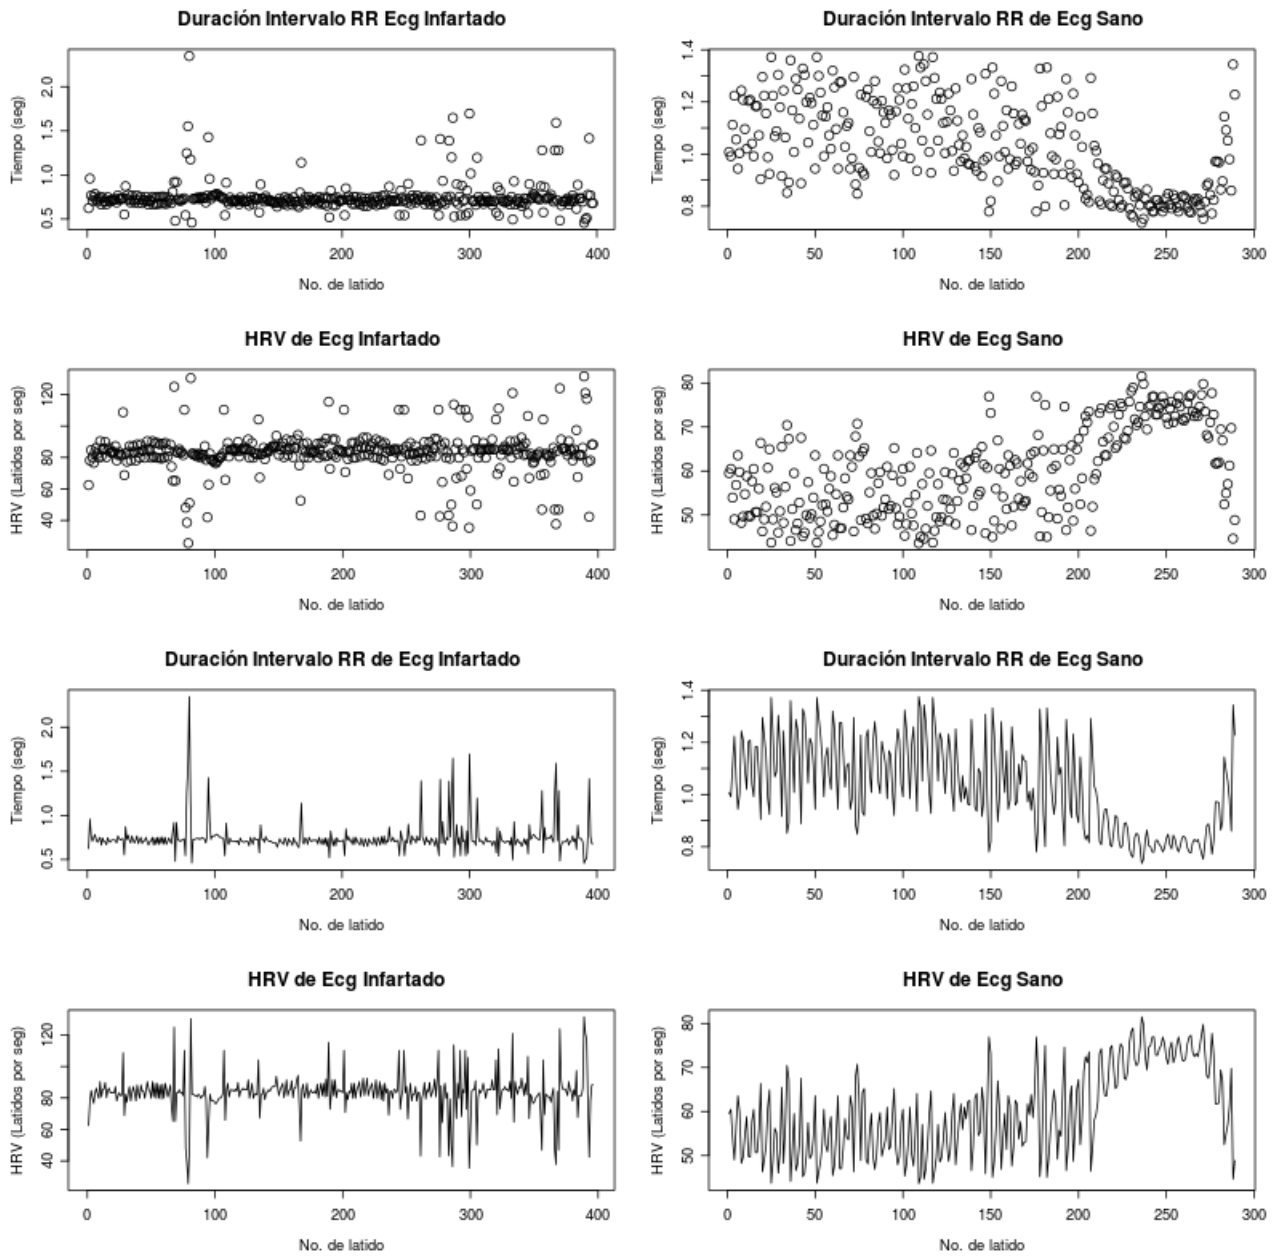 Duración Intervalo RR Ecg Infartado
Tiempo (seg)
0.5 1.0 1.5 2.0
0 100 200 300 400
No. de latido
Duración Intervalo RR de Ecg Sano
Tiempo (seg)
0.8 1.0 1.2 1.4
0 50 100 150 200 250 300
No. de latido
HRV de Ecg Infartado
HRV (Latidos por seg)
40 60 80 120
0 100 200 300 400
No. de latido
HRV de Ecg Sano
HRV (Latidos por seg)
50 60 70 80
0 50 100 150 200 250 300
No. de latido
Duración Intervalo RR de Ecg Infartado
Tiempo (seg)
0.5 1.0 1.5 2.0
0 100 200 300 400
No. de latido
Duración Intervalo RR de Ecg Sano
Tiempo (seg)
0.8 1.0 1.2 1.4
0 50 100 150 200 250 300
No. de latido
HRV de Ecg Infartado
HRV (Latidos por seg)
40 60 80 120
0 100 200 300 400
No. de latido
HRV de Ecg Sano
HRV (Latidos por seg)
50 60 70 80
0 50 100 150 200 250 300
No. de latido